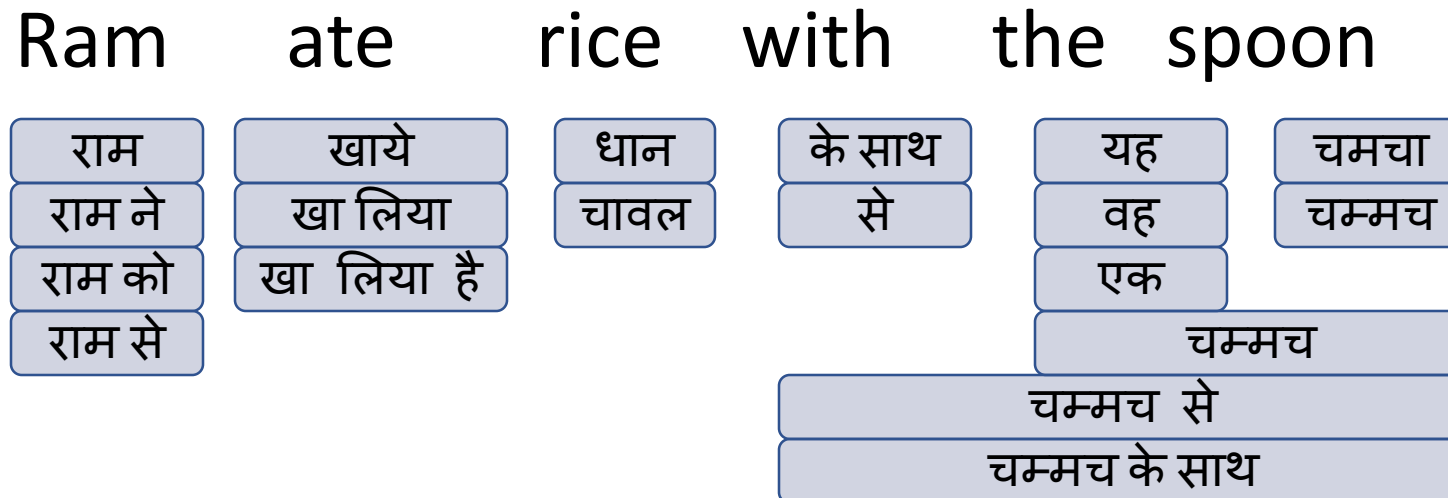 Ram ate rice with the spoon
राम खाये धान के साथ यह चमचा
राम ने खा लिया चावल से वह चम्मच
राम को खा लिया है एक
राम से चम्मच
चम्मच से
चम्मच के साथ